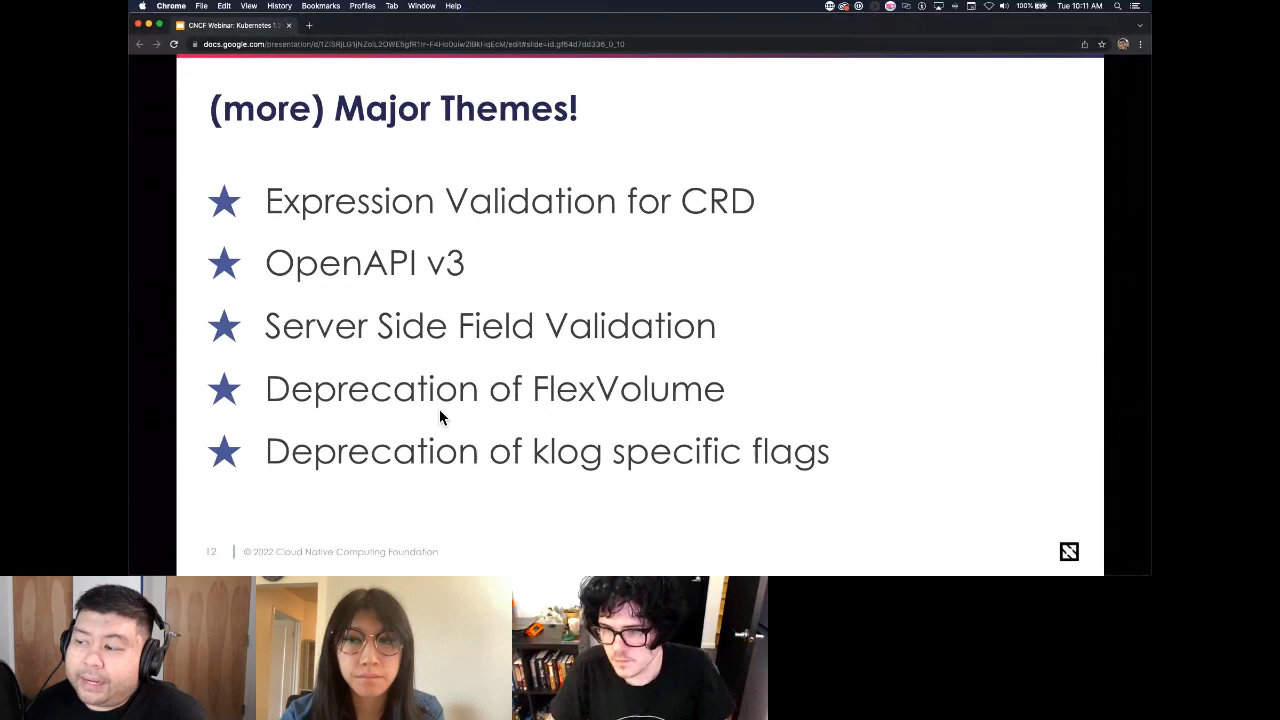 Chrome File Edit View History Bookmarks Profiles Tab Window Help
100% Tue 10:11 AM
CNCF Webinar: Kubernetes 1.
(more) Major Themes!
Expression Validation for CRD
OpenAPI v3
Server Side Field Validation
Deprecation of FlexVolume
Deprecation of klog specific flags
12 © 2022 Cloud Native Computing Foundation